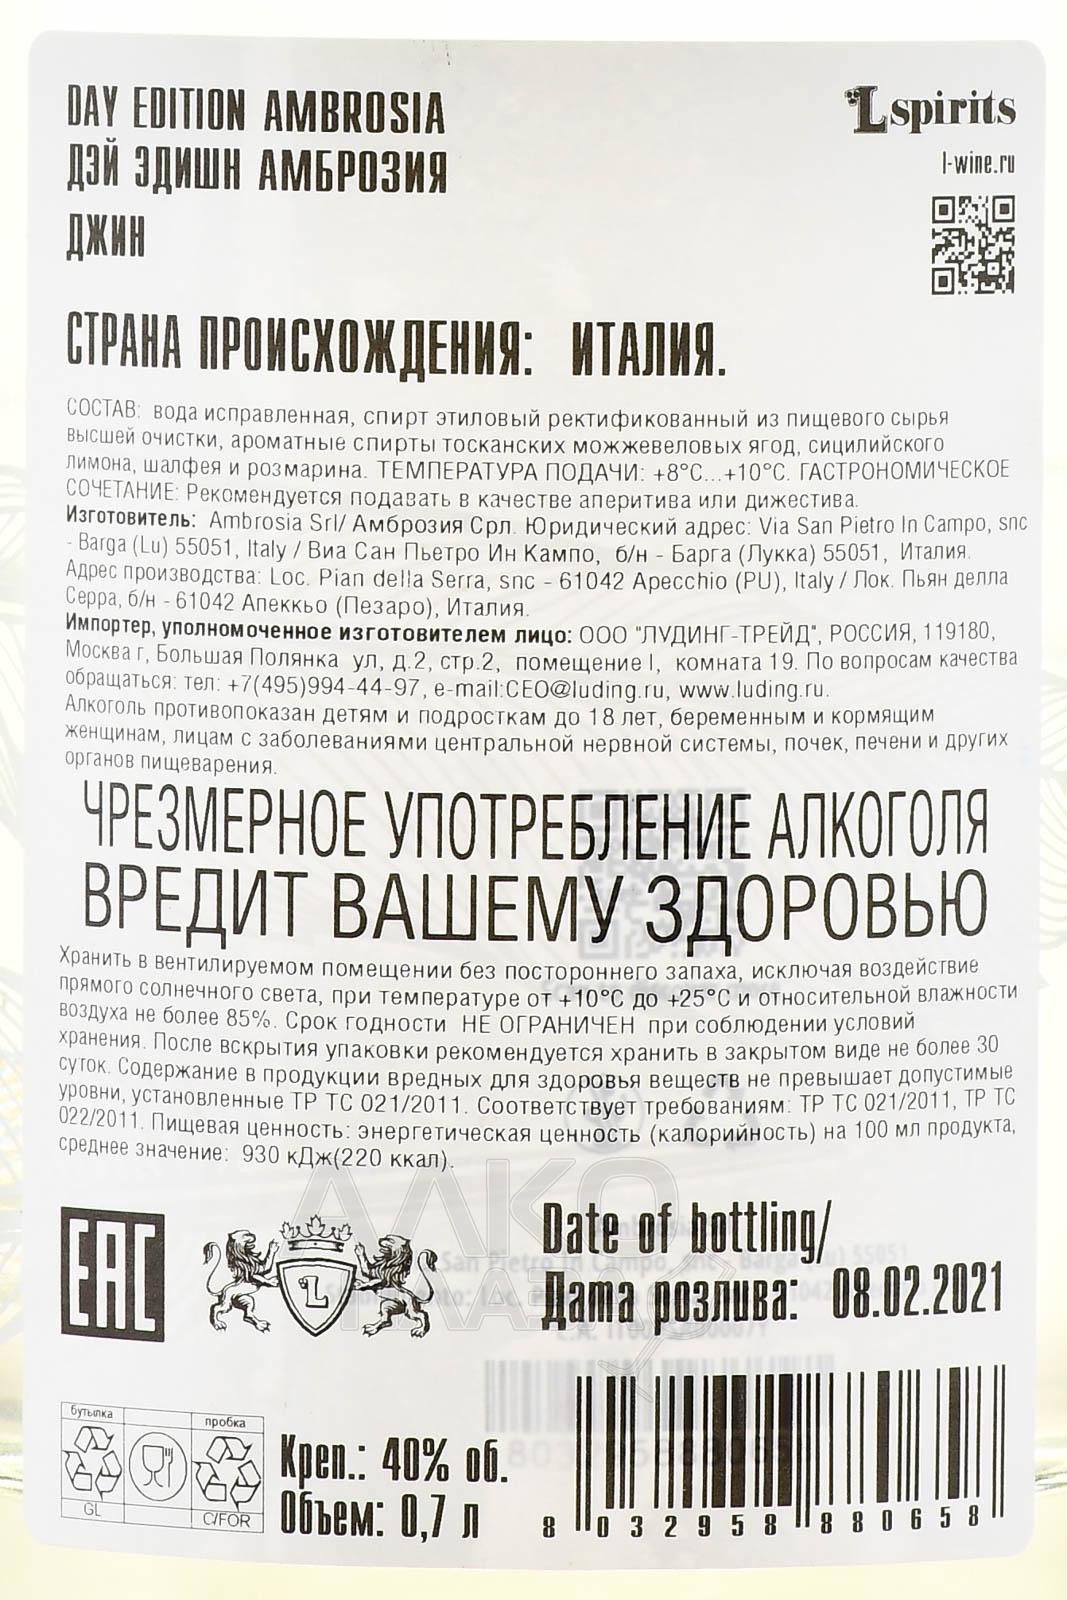 DAY EDITION AMBROSIA
ДЭЙ ЭДИШН АМБРОЗИЯ
ДЖИН
L spirits
l-wine.ru
СТРАНА ПРОИСХОЖДЕНИЯ: ИТАЛИЯ.
СОСТАВ: вода исправленная, спирт этиловый ректификованный из пищевого сырья
высшей очистки, ароматные спирты тосканских можжевеловых ягод, сицилийского
лимона, шалфея и розмарина. ТЕМПЕРАТУРА ПОДАЧИ: +8°С...+10°С. ГАСТРОНОМИЧЕСКОЕ
СОЧЕТАНИЕ: Рекомендуется подавать в качестве аперитива или дижестива.
Изготовитель: Ambrosia Srl/ Амброзия Срл. Юридический адрес: Via San Pietro In Campo, snc
- Barga (Lu) 55051, Italy / Виа Сан Пьетро Ин Кампо, б/н - Барга (Лукка) 55051, Италия.
Адрес производства: Loc. Pian della Serra, snc - 61042 Apecchio (PU), Italy / Лок. Пьян делла
Серра, б/н - 61042 Апеккьо (Пезаро), Италия.
Импортер, уполномоченное изготовителем лицо: ООО "ЛУДИНГ-ТРЕЙД", РОССИЯ, 119180,
Москва г, Большая Полянка ул, д.2, стр.2, помещение I, комната 19. По вопросам качества
обращаться: тел: +7(495)994-44-97, e-mail:CEO@luding.ru, www.luding.ru.
Алкоголь противопоказан детям и подросткам до 18 лет, беременным и кормящим
женщинам, лицам с заболеваниями центральной нервной системы, почек, печени и других
органов пищеварения.
ЧРЕЗМЕРНОЕ УПОТРЕБЛЕНИЕ АЛКОГОЛЯ
ВРЕДИТ ВАШЕМУ ЗДОРОВЬЮ
Хранить в вентилируемом помещении без постороннего запаха, исключая воздействие
прямого солнечного света, при температуре от +10°С до +25°С и относительной влажности
воздуха не более 85%. Срок годности НЕ ОГРАНИЧЕН при соблюдении условий
хранения. После вскрытия упаковки рекомендуется хранить в закрытом виде не более 30
суток. Содержание в продукции вредных для здоровья веществ не превышает допустимые
уровни, установленные ТР ТС 021/2011. Соответствует требованиям: ТР ТС 021/2011, ТР ТС
022/2011. Пищевая ценность: энергетическая ценность (калорийность) на 100 мл продукта,
среднее значение: 930 кДж(220 ккал).
ЕАС
L
АЛКО
ПЛАЗА
Date of bottling/
Дата розлива: 08.02.2021
бутылка
пробка
GL
C/FOR
Креп.: 40% об.
Объем: 0,7 л
8 032958 880658